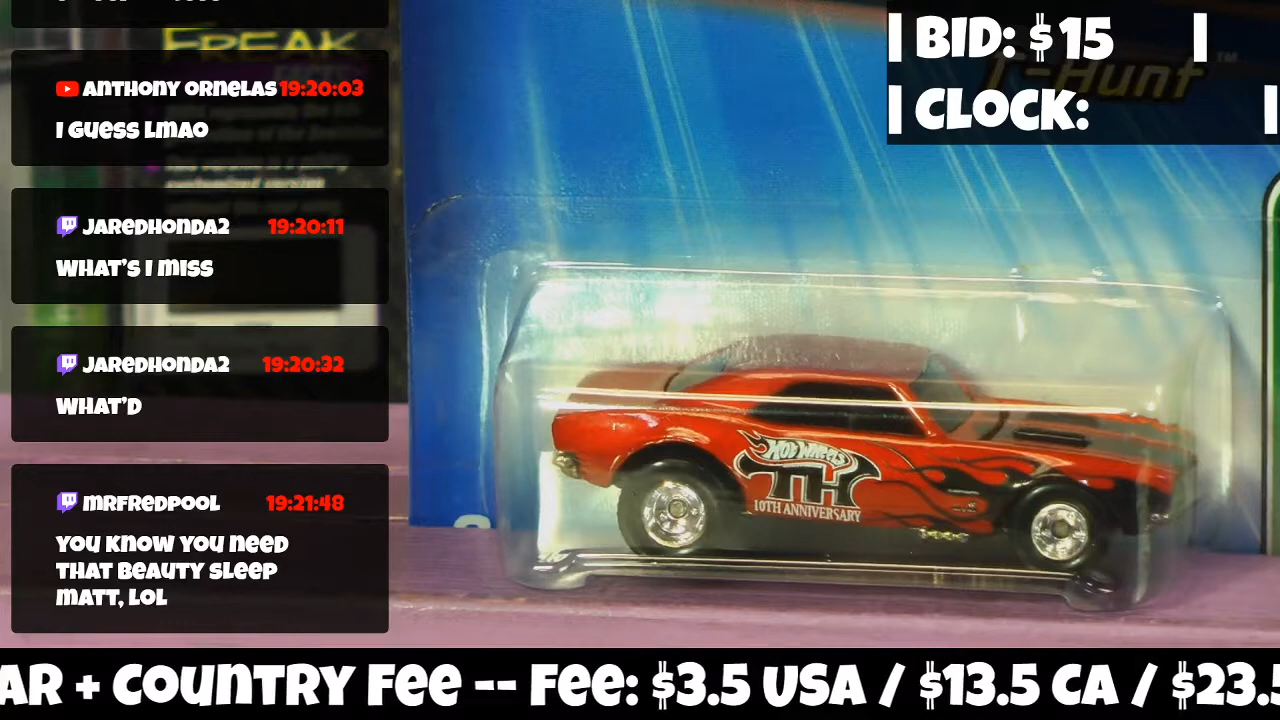 FREAK
ANTHONY ORNELAS 19:20:03
I GUESS LMAO
JAREDHONDA2 19:20:11
WHAT'S I MISS
JAREDHONDA2 19:20:32
WHAT'D
MRFREDPOOL 19:21:48
YOU KNOW YOU NEED
THAT BEAUTY SLEEP
MATT, LOL
| BID: $15 |
| CLOCK: |
T-Hunt™
HOT WHEELS
TH
10TH ANNIVERSARY
AR + COUNTRY FEE -- FEE: $3.5 USA / $13.5 CA / $23.5